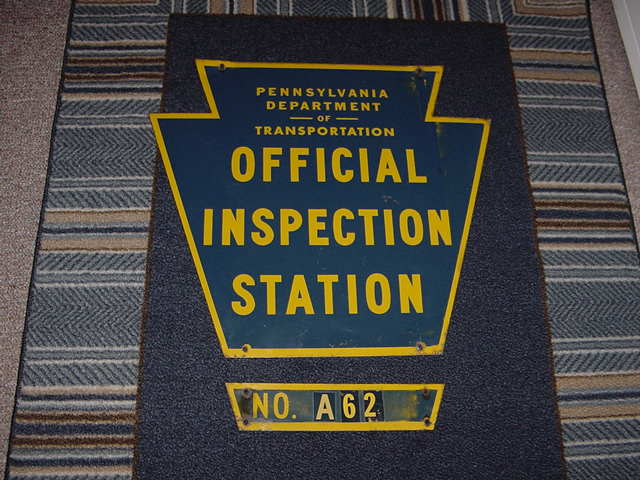 PENNSYLVANIA
DEPARTMENT
OF
TRANSPORTATION
OFFICIAL
INSPECTION
STATION
NO. A62